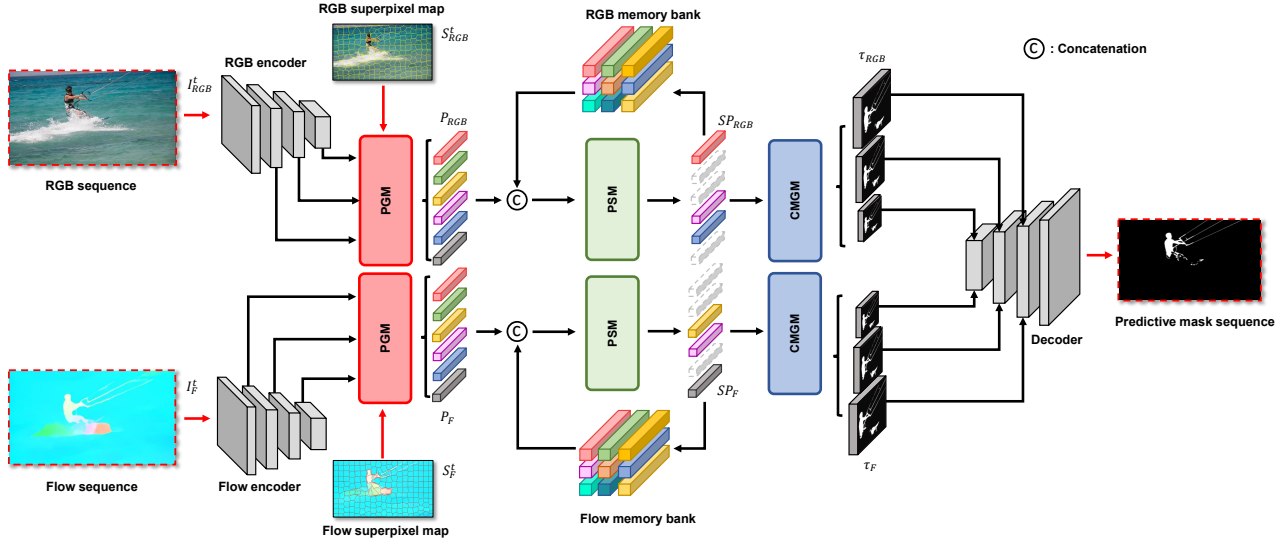 RGB superpixel map
RGB memory bank
S^t_{RGB}
C : Concatenation
RGB encoder
τ_{RGB}
I^t_{RGB}
P_{RGB}
SP_{RGB}
PGM
C
PSM
CMGM
RGB sequence
PGM
C
PSM
CMGM
Predictive mask sequence
Decoder
I^t_F
P_F
SP_F
τ_F
S^t_F
Flow sequence
Flow encoder
Flow memory bank
Flow superpixel map